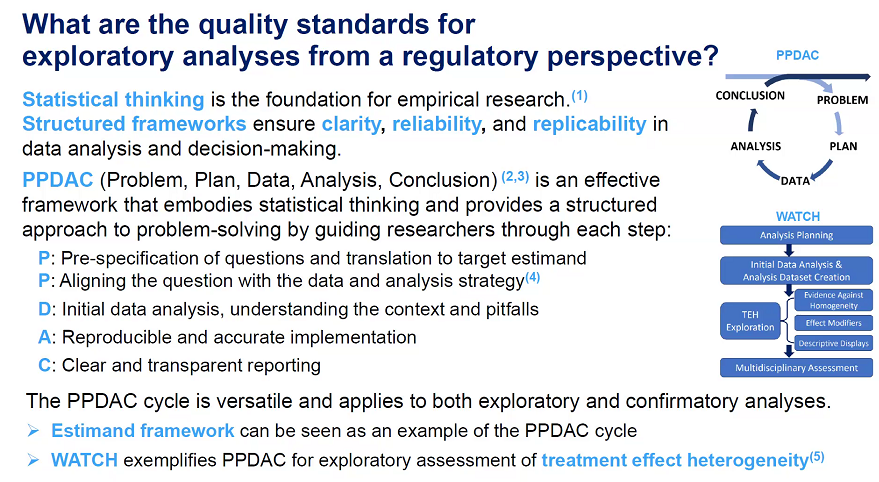 What are the quality standards for
exploratory analyses from a regulatory perspective?
Statistical thinking is the foundation for empirical research.(1)
Structured frameworks ensure clarity, reliability, and replicability in
data analysis and decision-making.
PPDAC (Problem, Plan, Data, Analysis, Conclusion) (2,3) is an effective
framework that embodies statistical thinking and provides a structured
approach to problem-solving by guiding researchers through each step:
P: Pre-specification of questions and translation to target estimand
P: Aligning the question with the data and analysis strategy(4)
D: Initial data analysis, understanding the context and pitfalls
A: Reproducible and accurate implementation
C: Clear and transparent reporting
The PPDAC cycle is versatile and applies to both exploratory and confirmatory analyses.
➢ Estimand framework can be seen as an example of the PPDAC cycle
➢ WATCH exemplifies PPDAC for exploratory assessment of treatment effect heterogeneity(5)
PPDAC
CONCLUSION
PROBLEM
ANALYSIS
PLAN
DATA
WATCH
Analysis Planning
Initial Data Analysis &
Analysis Dataset Creation
TEH
Exploration
Evidence Against
Homogeneity
Effect Modifiers
Descriptive Displays
Multidisciplinary Assessment